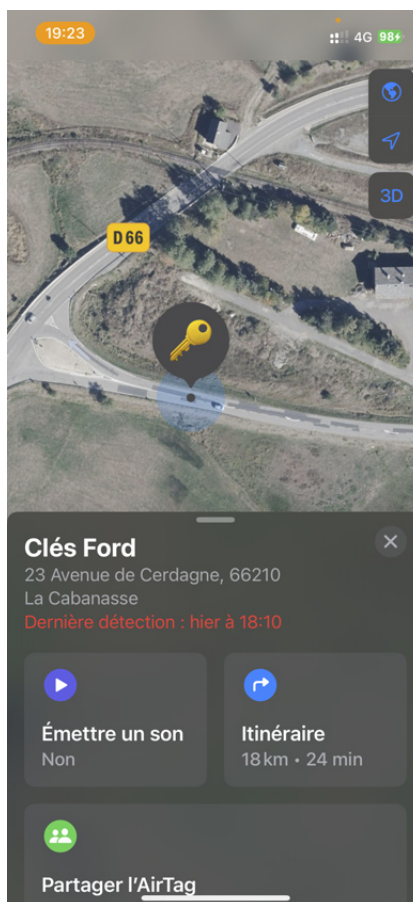 19:23
4G 98
3D
D 66
Clés Ford
23 Avenue de Cerdagne, 66210
La Cabanasse
Dernière détection : hier à 18:10
Émettre un son
Non
Itinéraire
18 km • 24 min
Partager l’AirTag